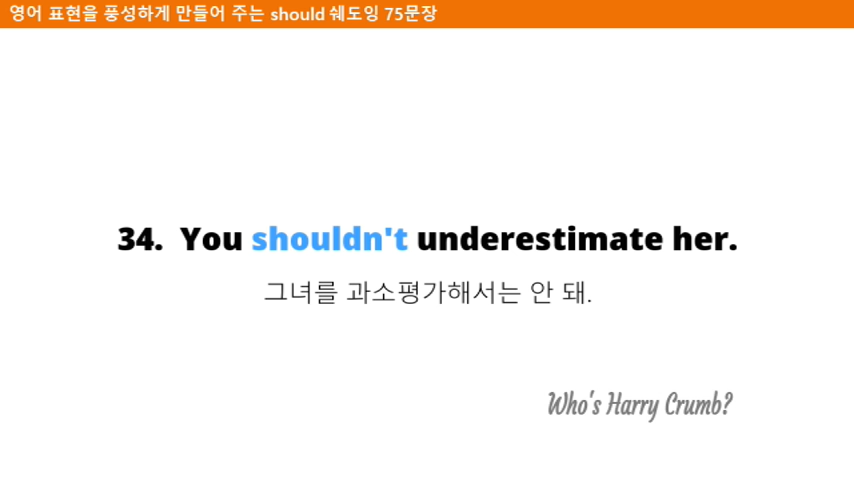 영어 표현을 풍성하게 만들어 주는 should 쉐도잉 75문장
34. You shouldn't underestimate her.
그녀를 과소평가해서는 안 돼.
Who's Harry Crumb?